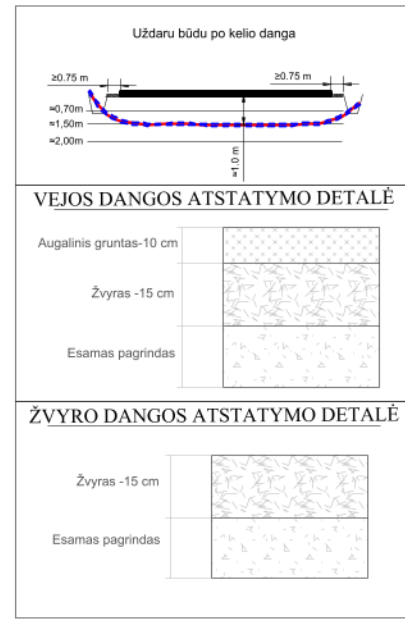 Uždaru būdu po kelio danga
≥0.75 m
≥0.75 m
≈0,70m
≈1,50m
≈2,00m
≈1.0 m
VEJOS DANGOS ATSTATYMO DETALĖ
Augalinis gruntas-10 cm
Žvyras -15 cm
Esamas pagrindas
ŽVYRO DANGOS ATSTATYMO DETALĖ
Žvyras -15 cm
Esamas pagrindas